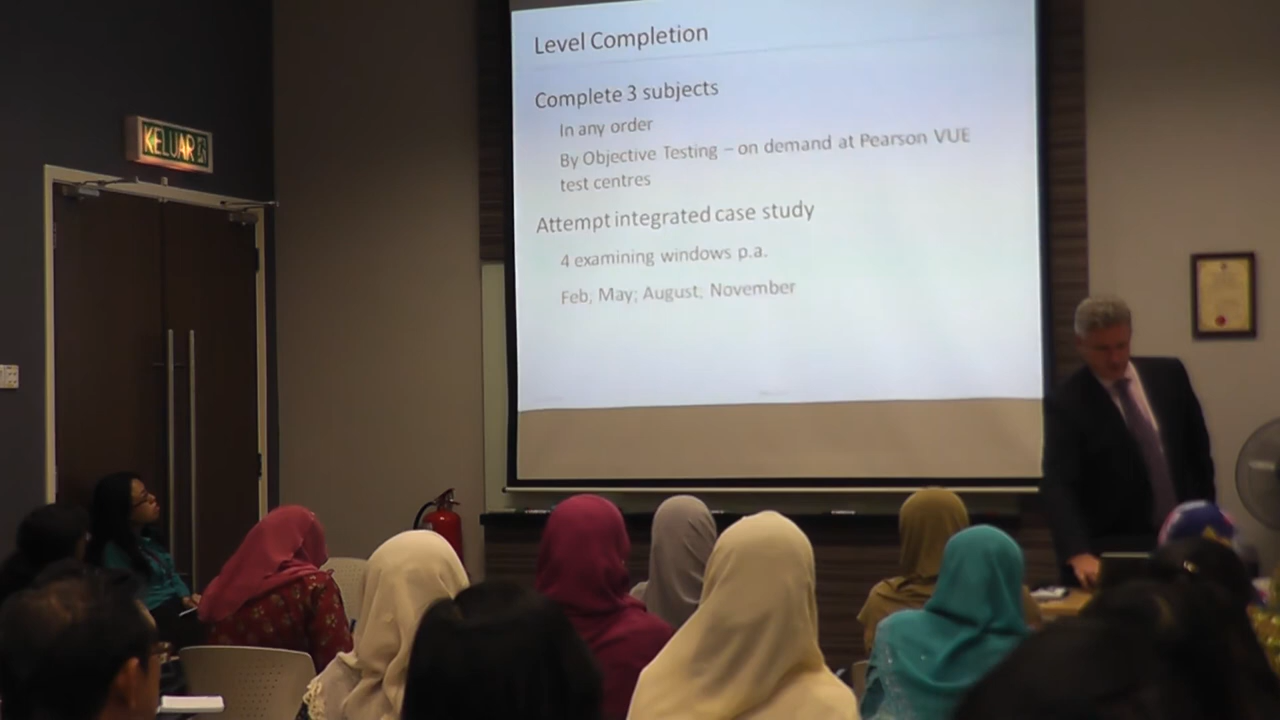 Level Completion
Complete 3 subjects
In any order
By Objective Testing – on demand at Pearson VUE
test centres
Attempt integrated case study
4 examining windows p.a.
Feb; May; August; November
KELUAR